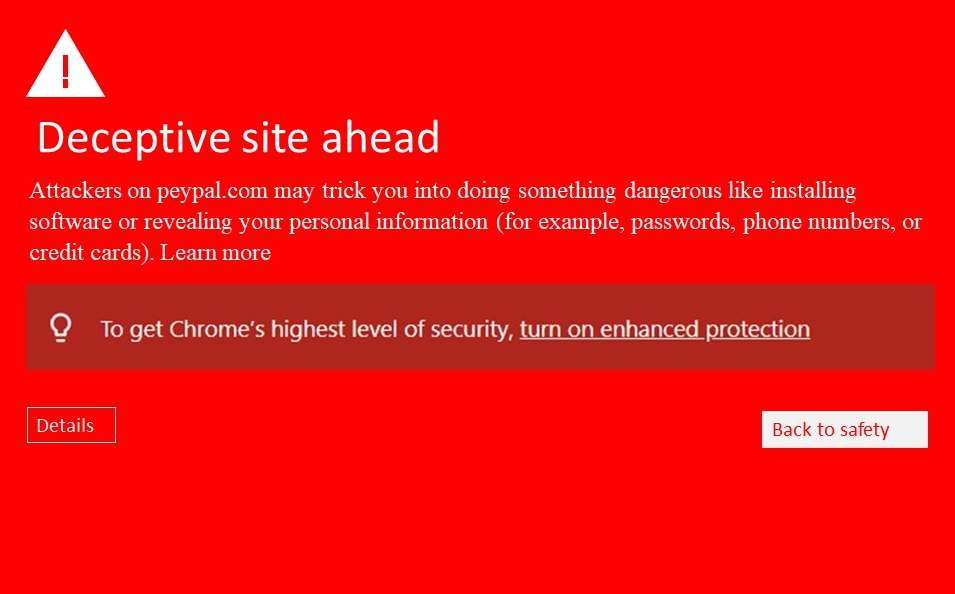 Deceptive site ahead
Attackers on peypal.com may trick you into doing something dangerous like installing
software or revealing your personal information (for example, passwords, phone numbers, or
credit cards). Learn more
To get Chrome's highest level of security, turn on enhanced protection
Details
Back to safety